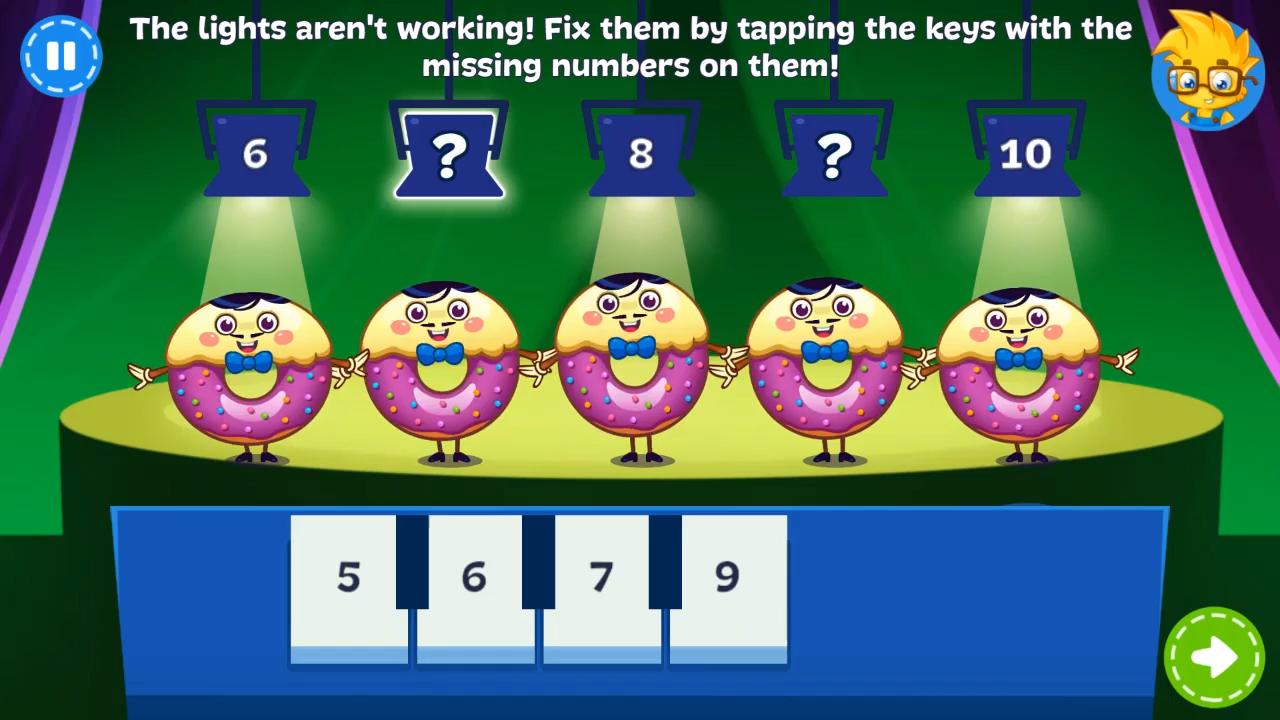 The lights aren't working! Fix them by tapping the keys with the
missing numbers on them!
6 ? 8 ? 10
5 6 7 9